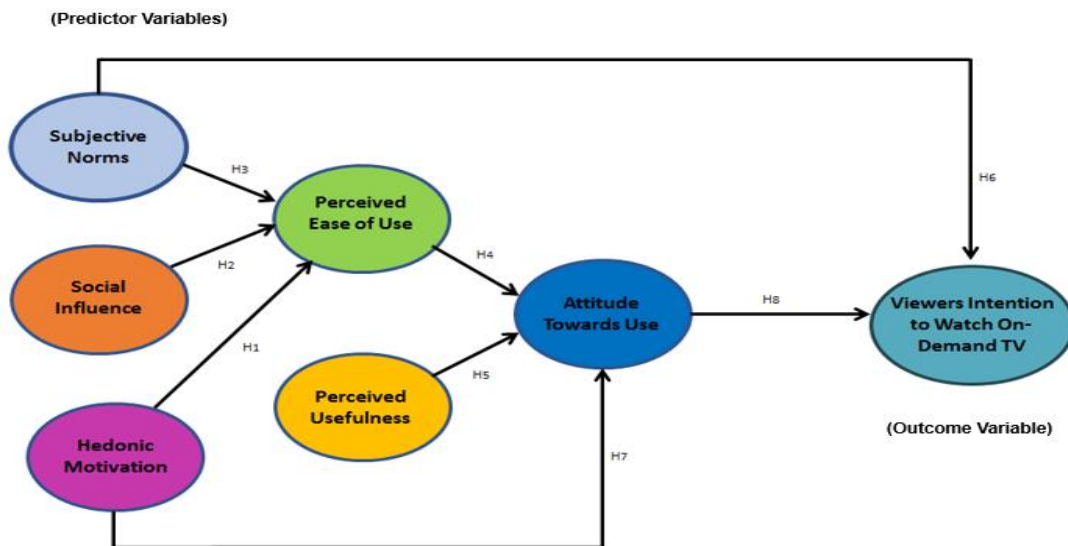 (Predictor Variables)
Subjective
Norms
H3
Perceived
Ease of Use
H6
Social
Influence
H2
H4
Attitude
Towards Use
H8
Viewers Intention
to Watch On-
Demand TV
H1
H5
Perceived
Usefulness
(Outcome Variable)
Hedonic
Motivation
H7